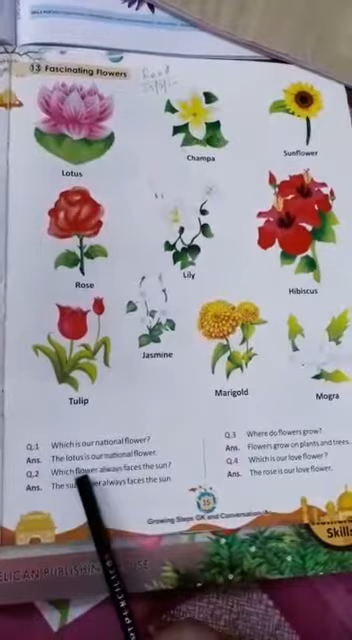 13 Fascinating Flowers
Read
Lotus
Champa
Sunflower
Rose
Lily
Hibiscus
Tulip
Jasmine
Marigold
Mogra
Q.1 Which is our national flower?
Ans. The lotus is our national flower.
Q.2 Which flower always faces the sun?
Ans. The always faces the sun
Q.3 Where do flowers grow?
Ans. Flowers grow on plants and trees.
Q.4 Which is our love flower?
Ans. The rose is our love flower.
15
Growing Steps GK and Conversation
Skills
ELICAN PUBLISHING